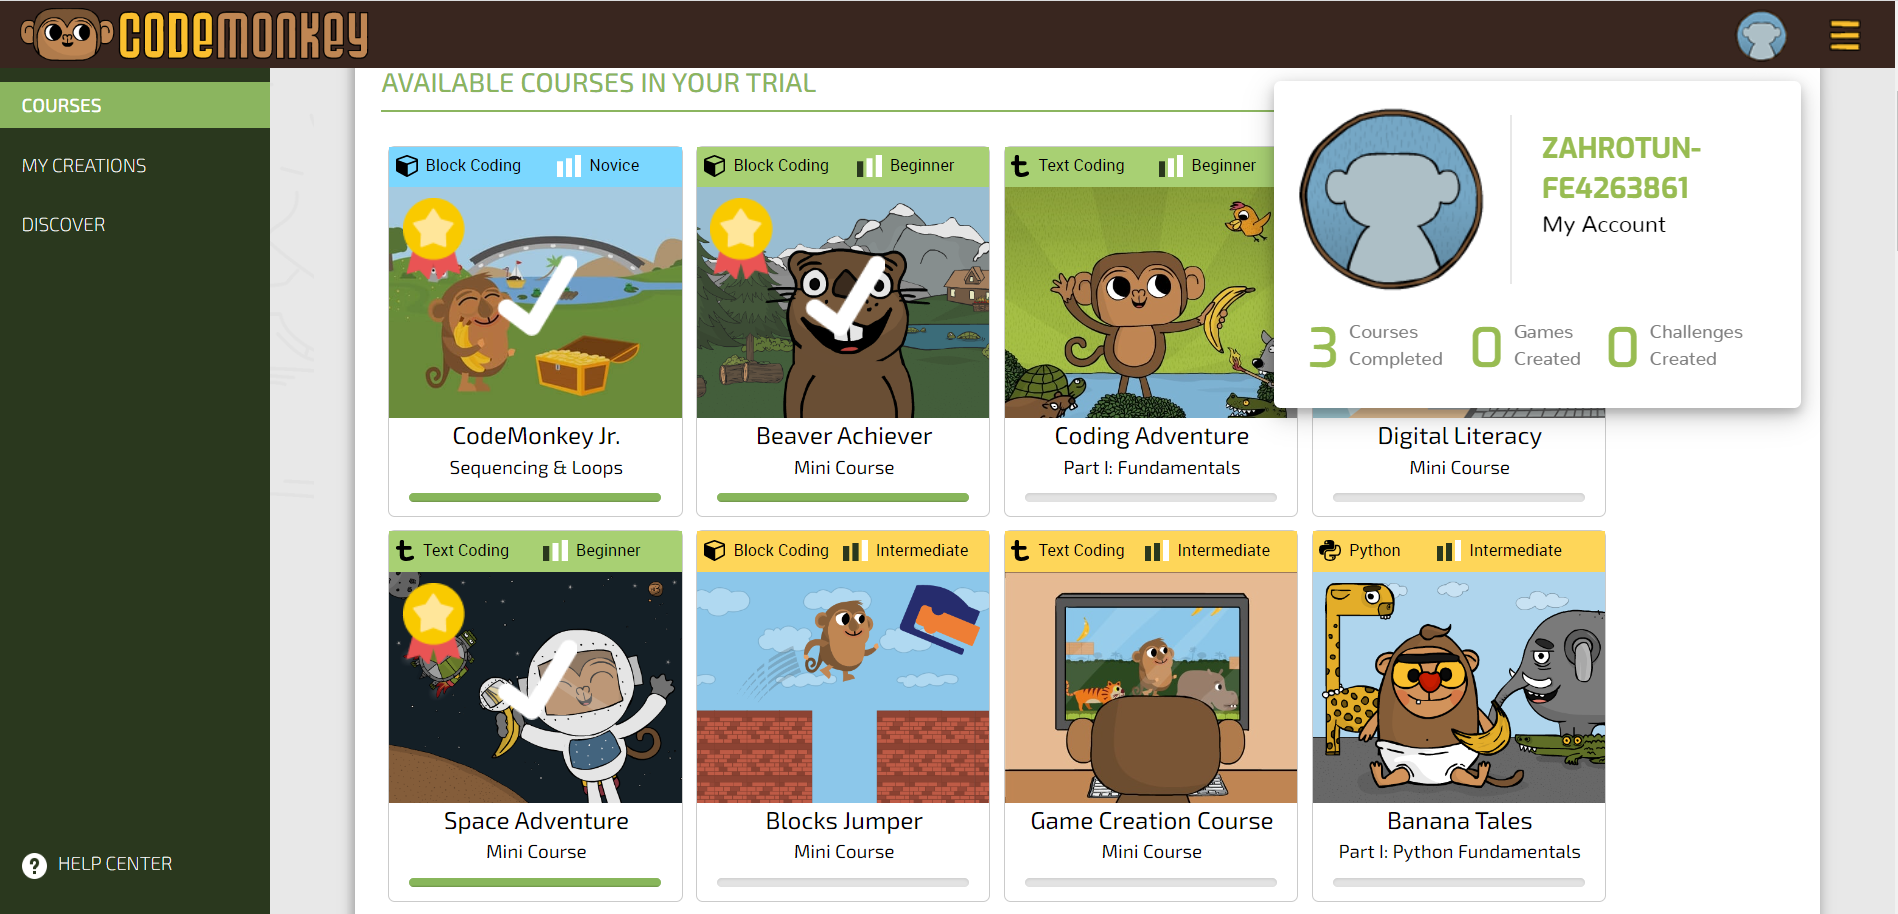 CODEMONKEY
COURSES
MY CREATIONS
DISCOVER
HELP CENTER
AVAILABLE COURSES IN YOUR TRIAL
ZAHROTUN-
FE4263861
My Account
3 Courses Completed
0 Games Created
0 Challenges Created
Block Coding Novice
CodeMonkey Jr.
Sequencing & Loops
Block Coding Beginner
Beaver Achiever
Mini Course
Text Coding Beginner
Coding Adventure
Part I: Fundamentals
Digital Literacy
Mini Course
Text Coding Beginner
Space Adventure
Mini Course
Block Coding Intermediate
Blocks Jumper
Mini Course
Text Coding Intermediate
Game Creation Course
Mini Course
Python Intermediate
Banana Tales
Part I: Python Fundamentals